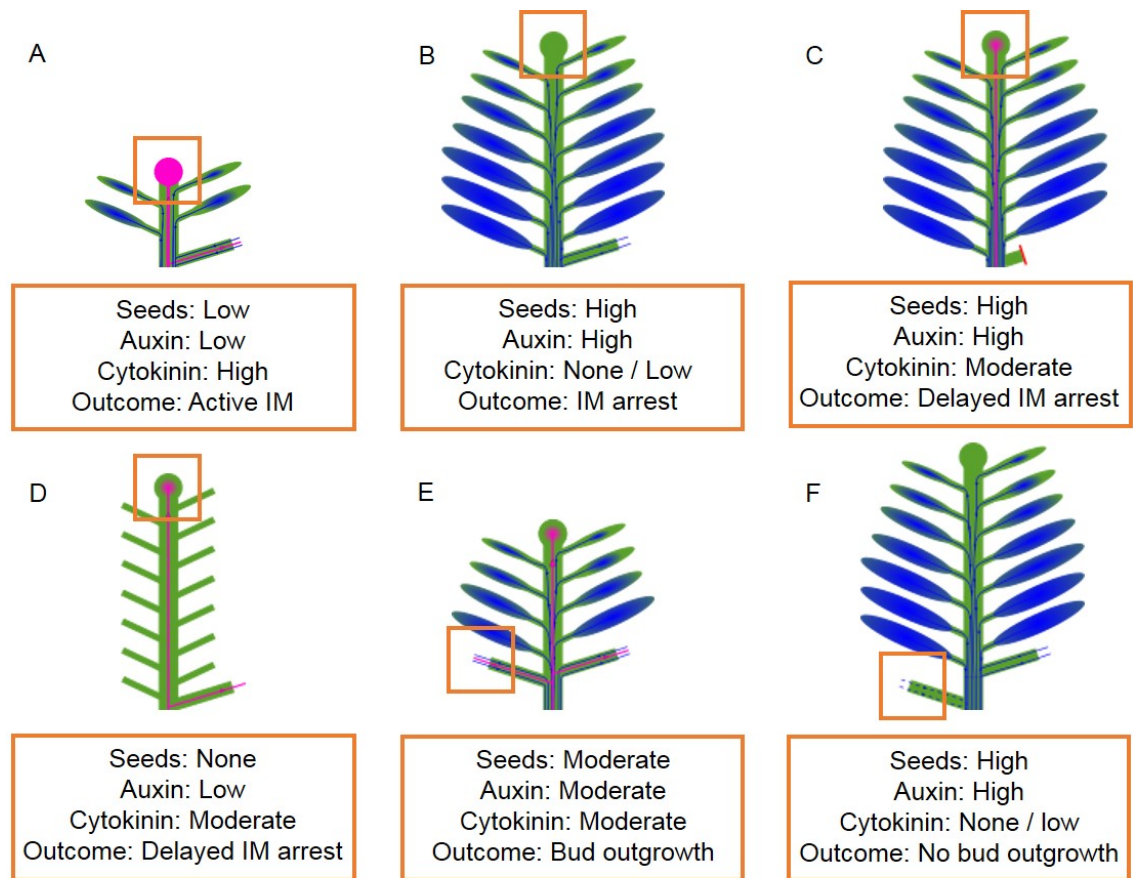 A
B
C
Seeds: Low
Auxin: Low
Cytokinin: High
Outcome: Active IM
Seeds: High
Auxin: High
Cytokinin: None / Low
Outcome: IM arrest
Seeds: High
Auxin: High
Cytokinin: Moderate
Outcome: Delayed IM arrest
D
E
F
Seeds: None
Auxin: Low
Cytokinin: Moderate
Outcome: Delayed IM arrest
Seeds: Moderate
Auxin: Moderate
Cytokinin: Moderate
Outcome: Bud outgrowth
Seeds: High
Auxin: High
Cytokinin: None / low
Outcome: No bud outgrowth